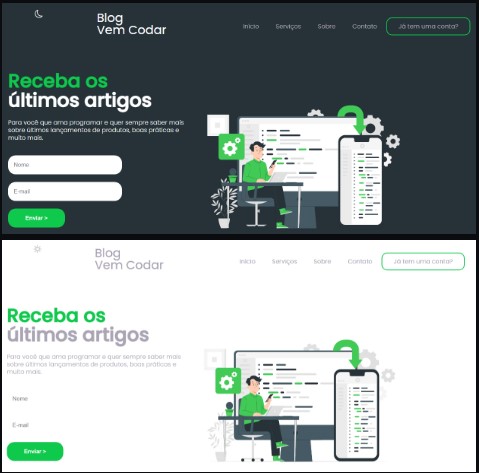 Blog
Vem Codar
Início Serviços Sobre Contato Já tem uma conta?
Receba os
últimos artigos
Para você que ama programar e quer sempre saber mais
sobre últimos lançamentos de produtos, boas práticas e
muito mais.
Nome
E-mail
Enviar >
Blog
Vem Codar
Início Serviços Sobre Contato Já tem uma conta?
Receba os
últimos artigos
Para você que ama programar e quer sempre saber mais
sobre últimos lançamentos de produtos, boas práticas e
muito mais.
Nome
E-mail
Enviar >